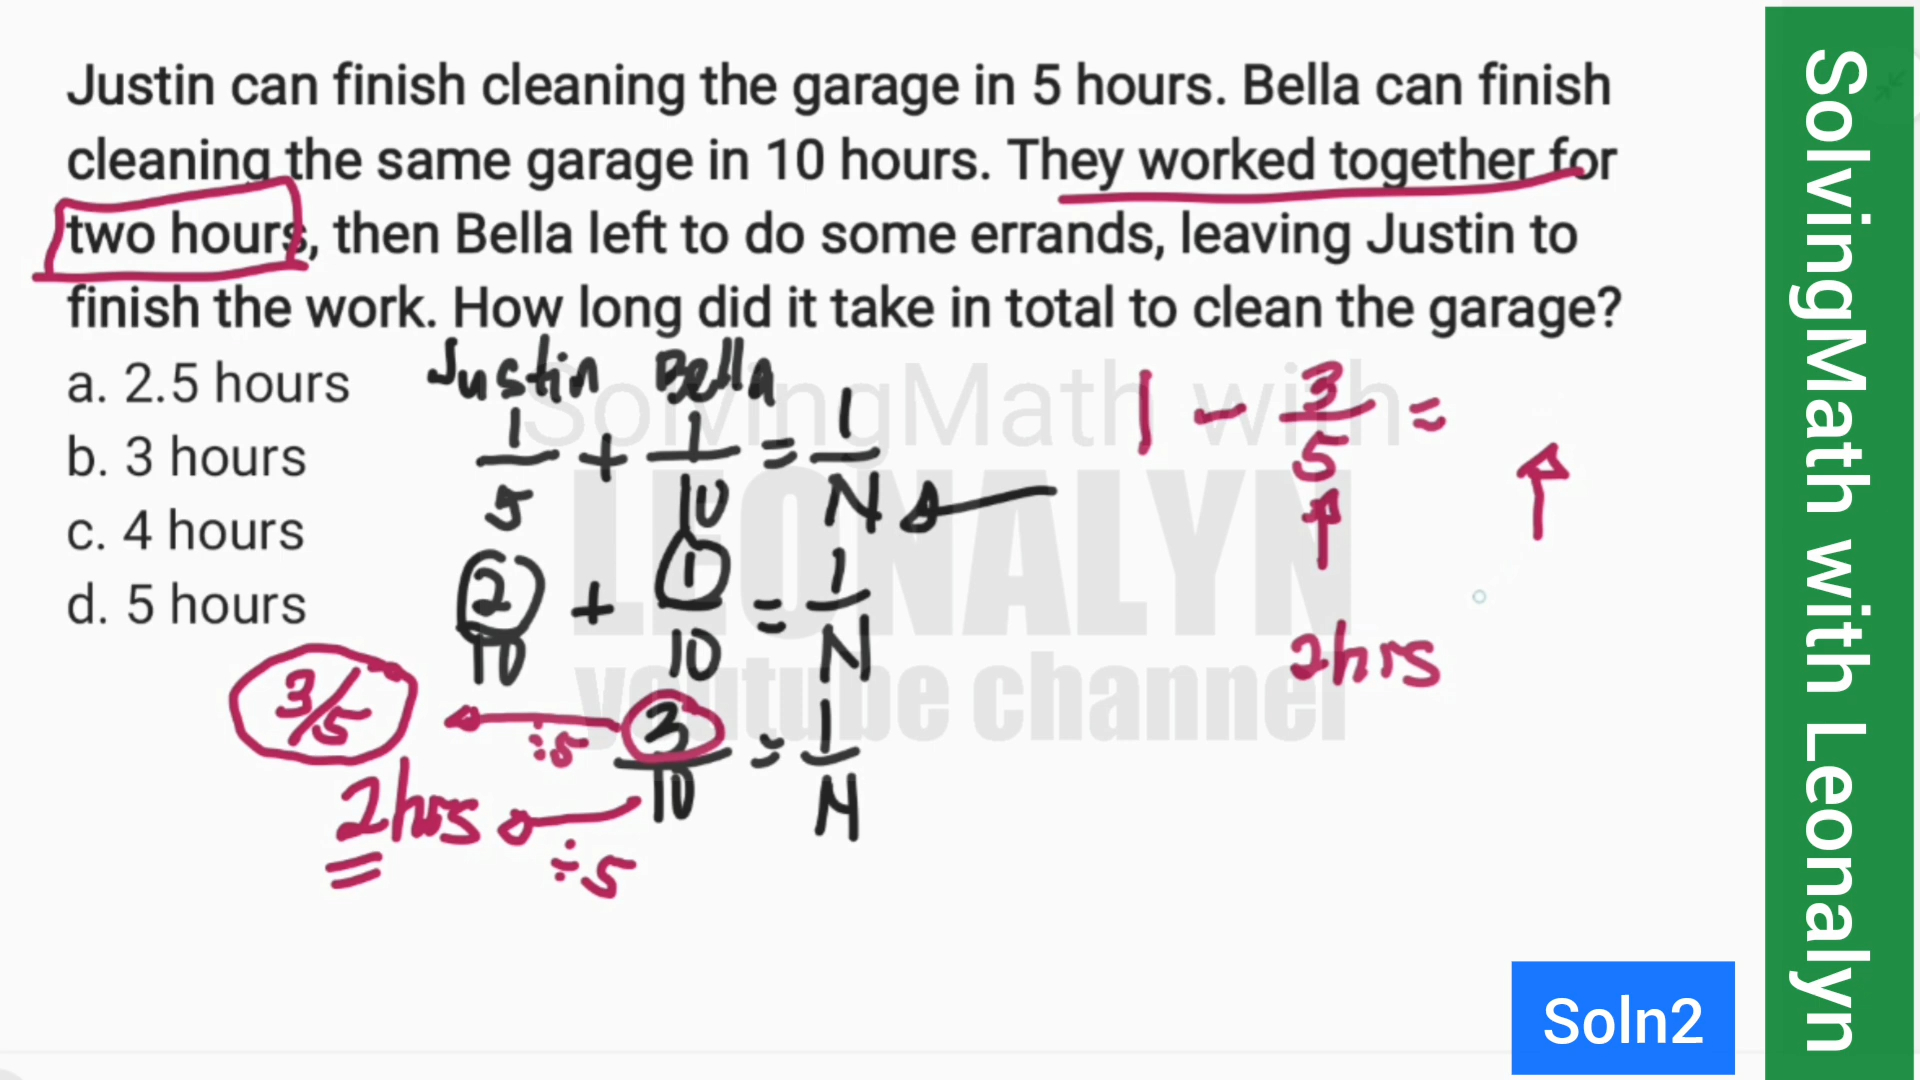 Justin can finish cleaning the garage in 5 hours. Bella can finish
cleaning the same garage in 10 hours. They worked together for
two hours, then Bella left to do some errands, leaving Justin to
finish the work. How long did it take in total to clean the garage?
a. 2.5 hours
b. 3 hours
c. 4 hours
d. 5 hours
Justin Bella
1/5 + 1/10 = 1/N
2/10 + 1/10 = 1/N
3/10 = 1/N
÷5
3/5
÷5
2hrs
1 - 3/5 =
2hrs
SolvingMath with
LEONALYN
youtube channel
Soln2
SolvingMath with Leonalyn